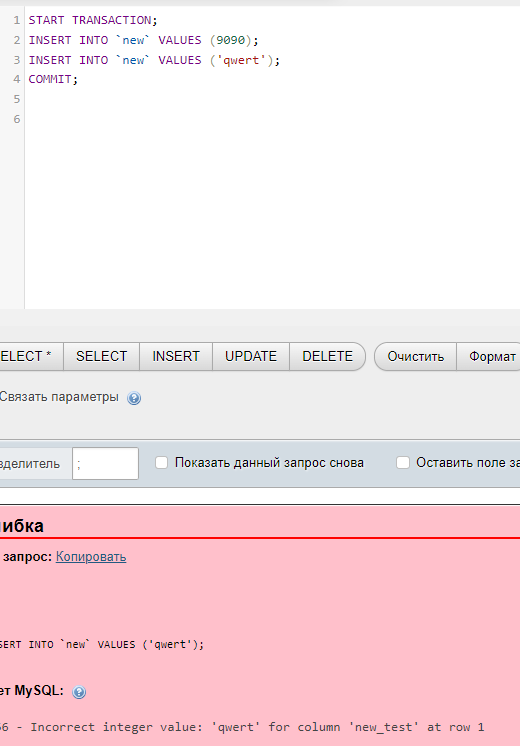 1 START TRANSACTION;
2 INSERT INTO `new` VALUES (9090);
3 INSERT INTO `new` VALUES ('qwert');
4 COMMIT;
5
6
ELECT * SELECT INSERT UPDATE DELETE Очистить Формат
Связать параметры
зделитель ; Показать данный запрос снова Оставить поле за
ибка
запрос: Копировать
SERT INTO `new` VALUES ('qwert');
ет MySQL:
66 - Incorrect integer value: 'qwert' for column 'new_test' at row 1